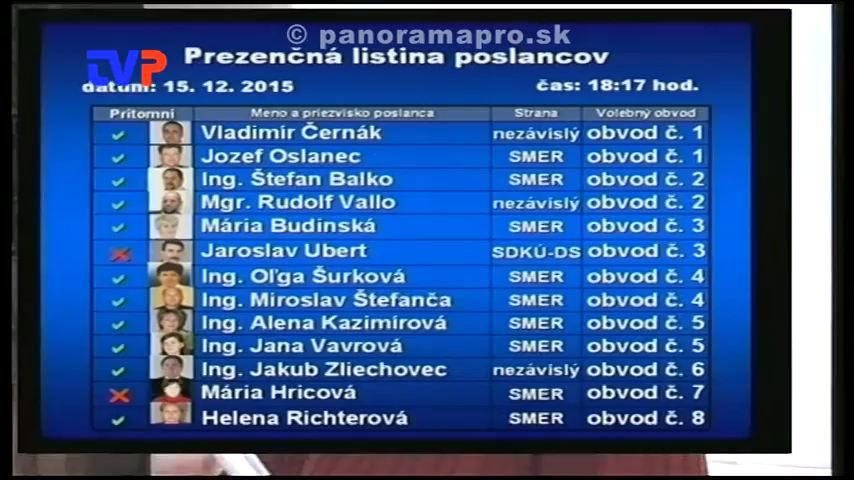 © panoramapro.sk
Prezenčná listina poslancov
TVP
dátum: 15. 12. 2015 čas: 18:17 hod.
Prítomní Meno a priezvisko poslanca Strana Volebný obvod
Vladimír Černák nezávislý obvod č. 1
Jozef Oslanec SMER obvod č. 1
Ing. Štefan Balko SMER obvod č. 2
Mgr. Rudolf Vallo nezávislý obvod č. 2
Mária Budinská SMER obvod č. 3
Jaroslav Ubert SDKÚ-DS obvod č. 3
Ing. Oľga Šurková SMER obvod č. 4
Ing. Miroslav Štefanča SMER obvod č. 4
Ing. Alena Kazimírová SMER obvod č. 5
Ing. Jana Vavrová SMER obvod č. 5
Ing. Jakub Zliechovec nezávislý obvod č. 6
Mária Hricová SMER obvod č. 7
Helena Richterová SMER obvod č. 8